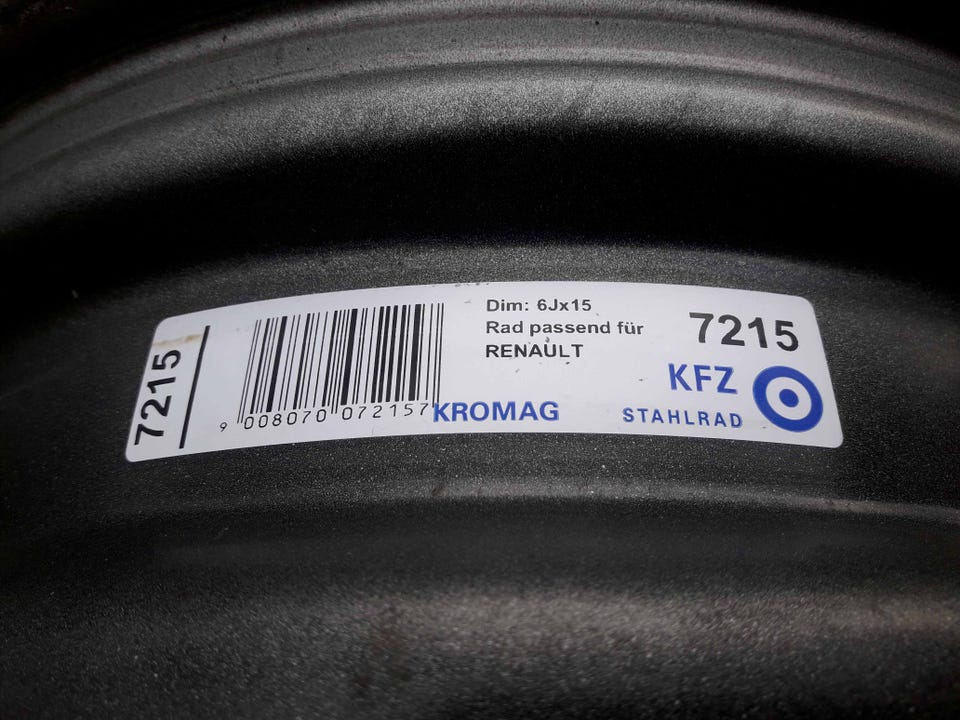 7215
9 008070 072157
Dim: 6Jx15
Rad passend für
RENAULT
KROMAG
7215
KFZ
STAHLRAD